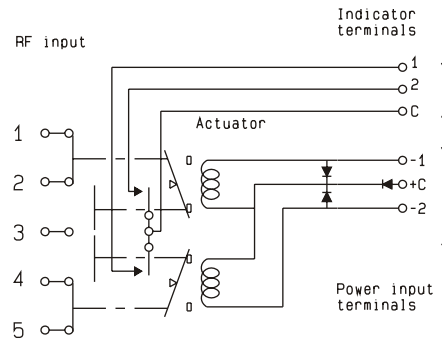 Indicator
terminals
RF input
1
2
C
Actuator
1
2
3
4
5
-1
+C
-2
Power input
terminals